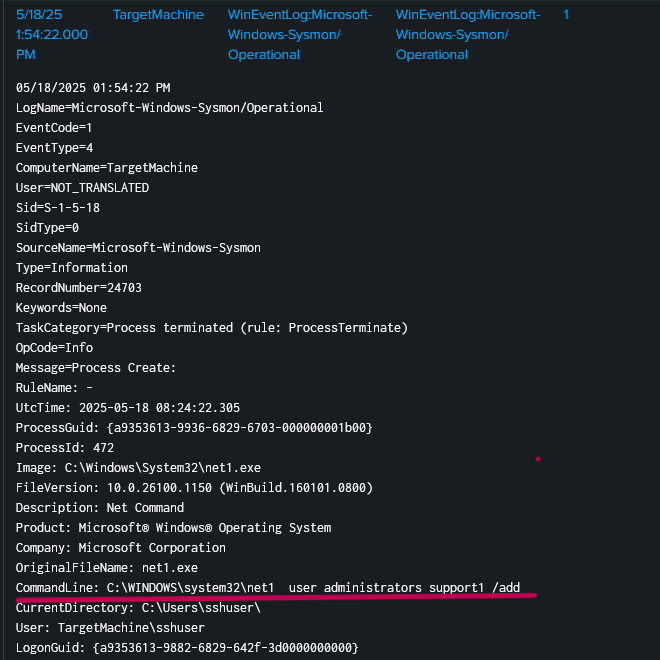 5/18/25 TargetMachine WinEventLog:Microsoft- WinEventLog:Microsoft- 1
1:54:22.000 Windows-Sysmon/ Windows-Sysmon/
PM Operational Operational
05/18/2025 01:54:22 PM
LogName=Microsoft-Windows-Sysmon/Operational
EventCode=1
EventType=4
ComputerName=TargetMachine
User=NOT_TRANSLATED
Sid=S-1-5-18
SidType=0
SourceName=Microsoft-Windows-Sysmon
Type=Information
RecordNumber=24703
Keywords=None
TaskCategory=Process terminated (rule: ProcessTerminate)
OpCode=Info
Message=Process Create:
RuleName: -
UtcTime: 2025-05-18 08:24:22.305
ProcessGuid: {a9353613-9936-6829-6703-000000001b00}
ProcessId: 472
Image: C:\Windows\System32\net1.exe
FileVersion: 10.0.26100.1150 (WinBuild.160101.0800)
Description: Net Command
Product: Microsoft® Windows® Operating System
Company: Microsoft Corporation
OriginalFileName: net1.exe
CommandLine: C:\WINDOWS\system32\net1  user administrators support1 /add
CurrentDirectory: C:\Users\sshuser\
User: TargetMachine\sshuser
LogonGuid: {a9353613-9882-6829-642f-3d0000000000}